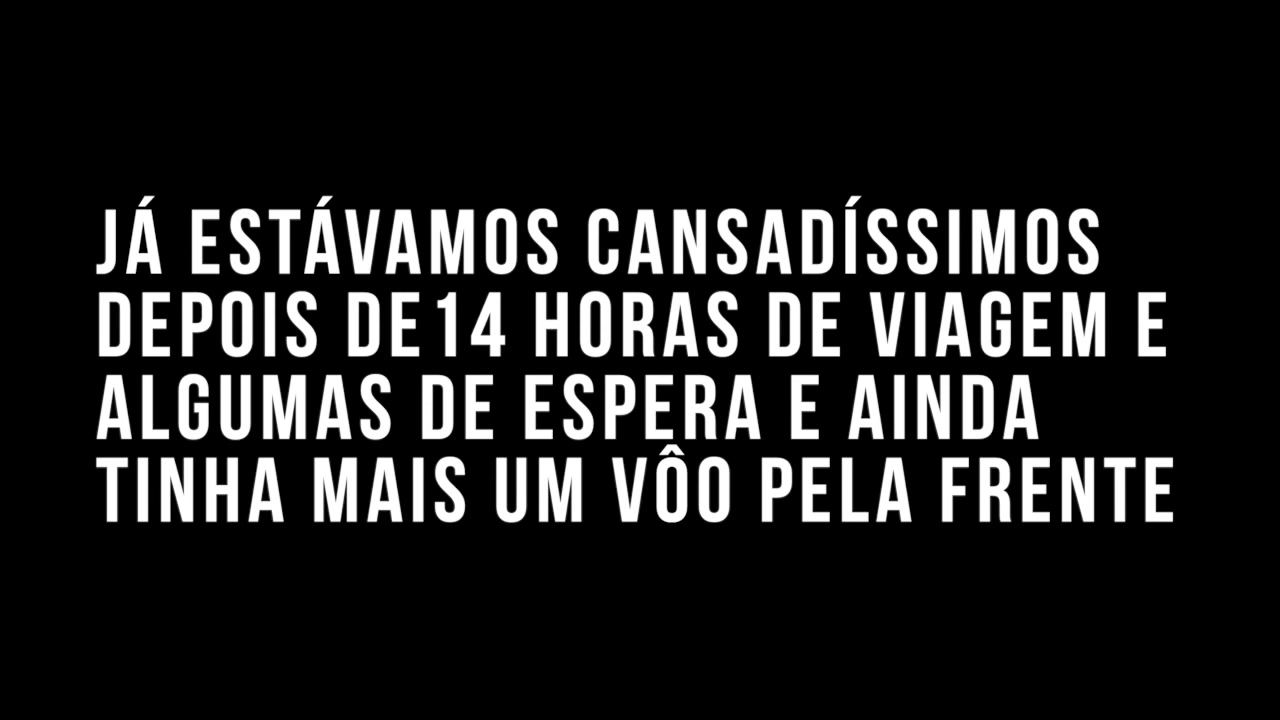 JÁ ESTÁVAMOS CANSADÍSSIMOS
DEPOIS DE14 HORAS DE VIAGEM E
ALGUMAS DE ESPERA E AINDA
TINHA MAIS UM VÔO PELA FRENTE